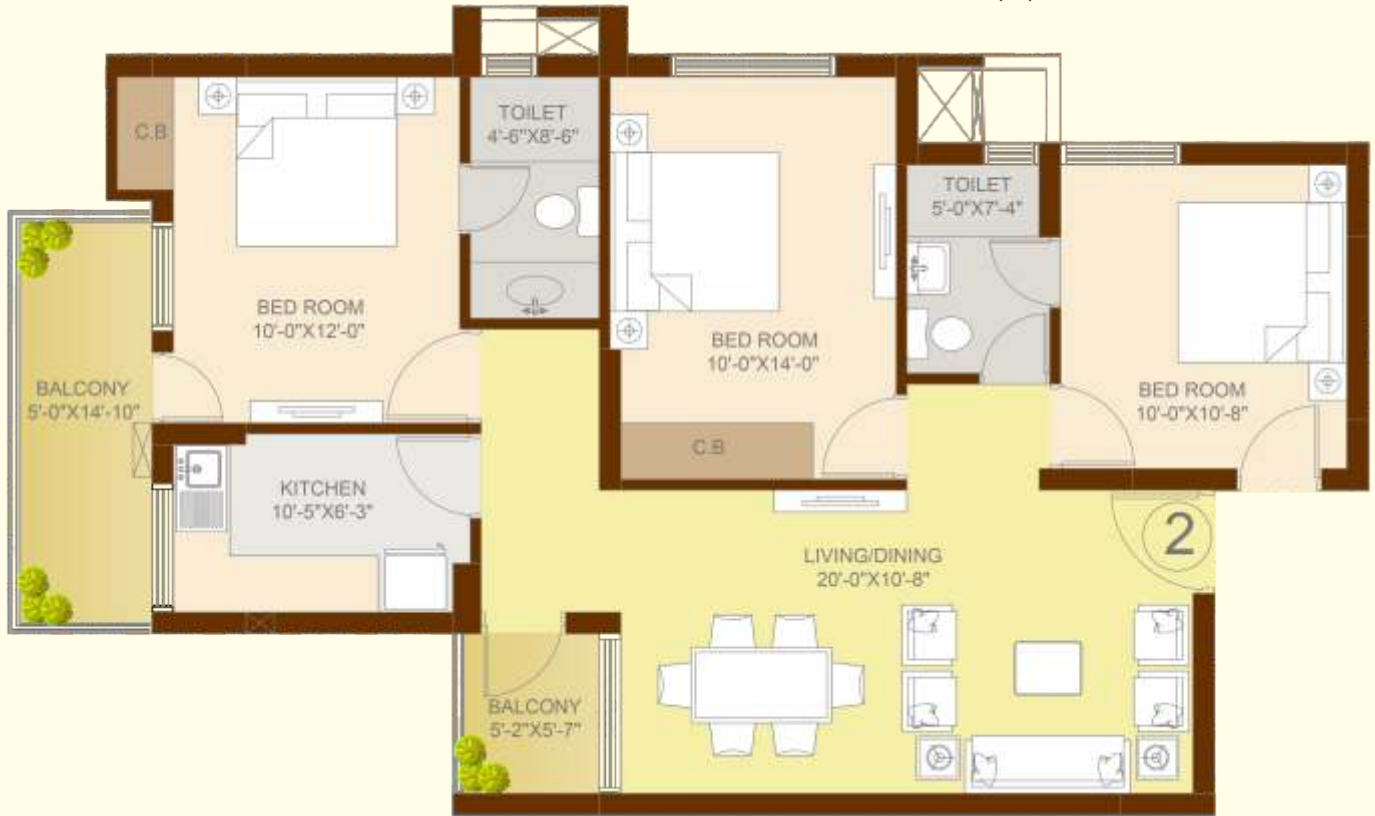 C.B
TOILET
4'-6"X8'-6"
TOILET
5'-0"X7'-4"
BED ROOM
10'-0"X12'-0"
BED ROOM
10'-0"X14'-0"
BALCONY
5'-0"X14'-10"
BED ROOM
10'-0"X10'-8"
C.B
KITCHEN
10'-5"X6'-3"
2
LIVING/DINING
20'-0"X10'-8"
BALCONY
5'-2"X5'-7"